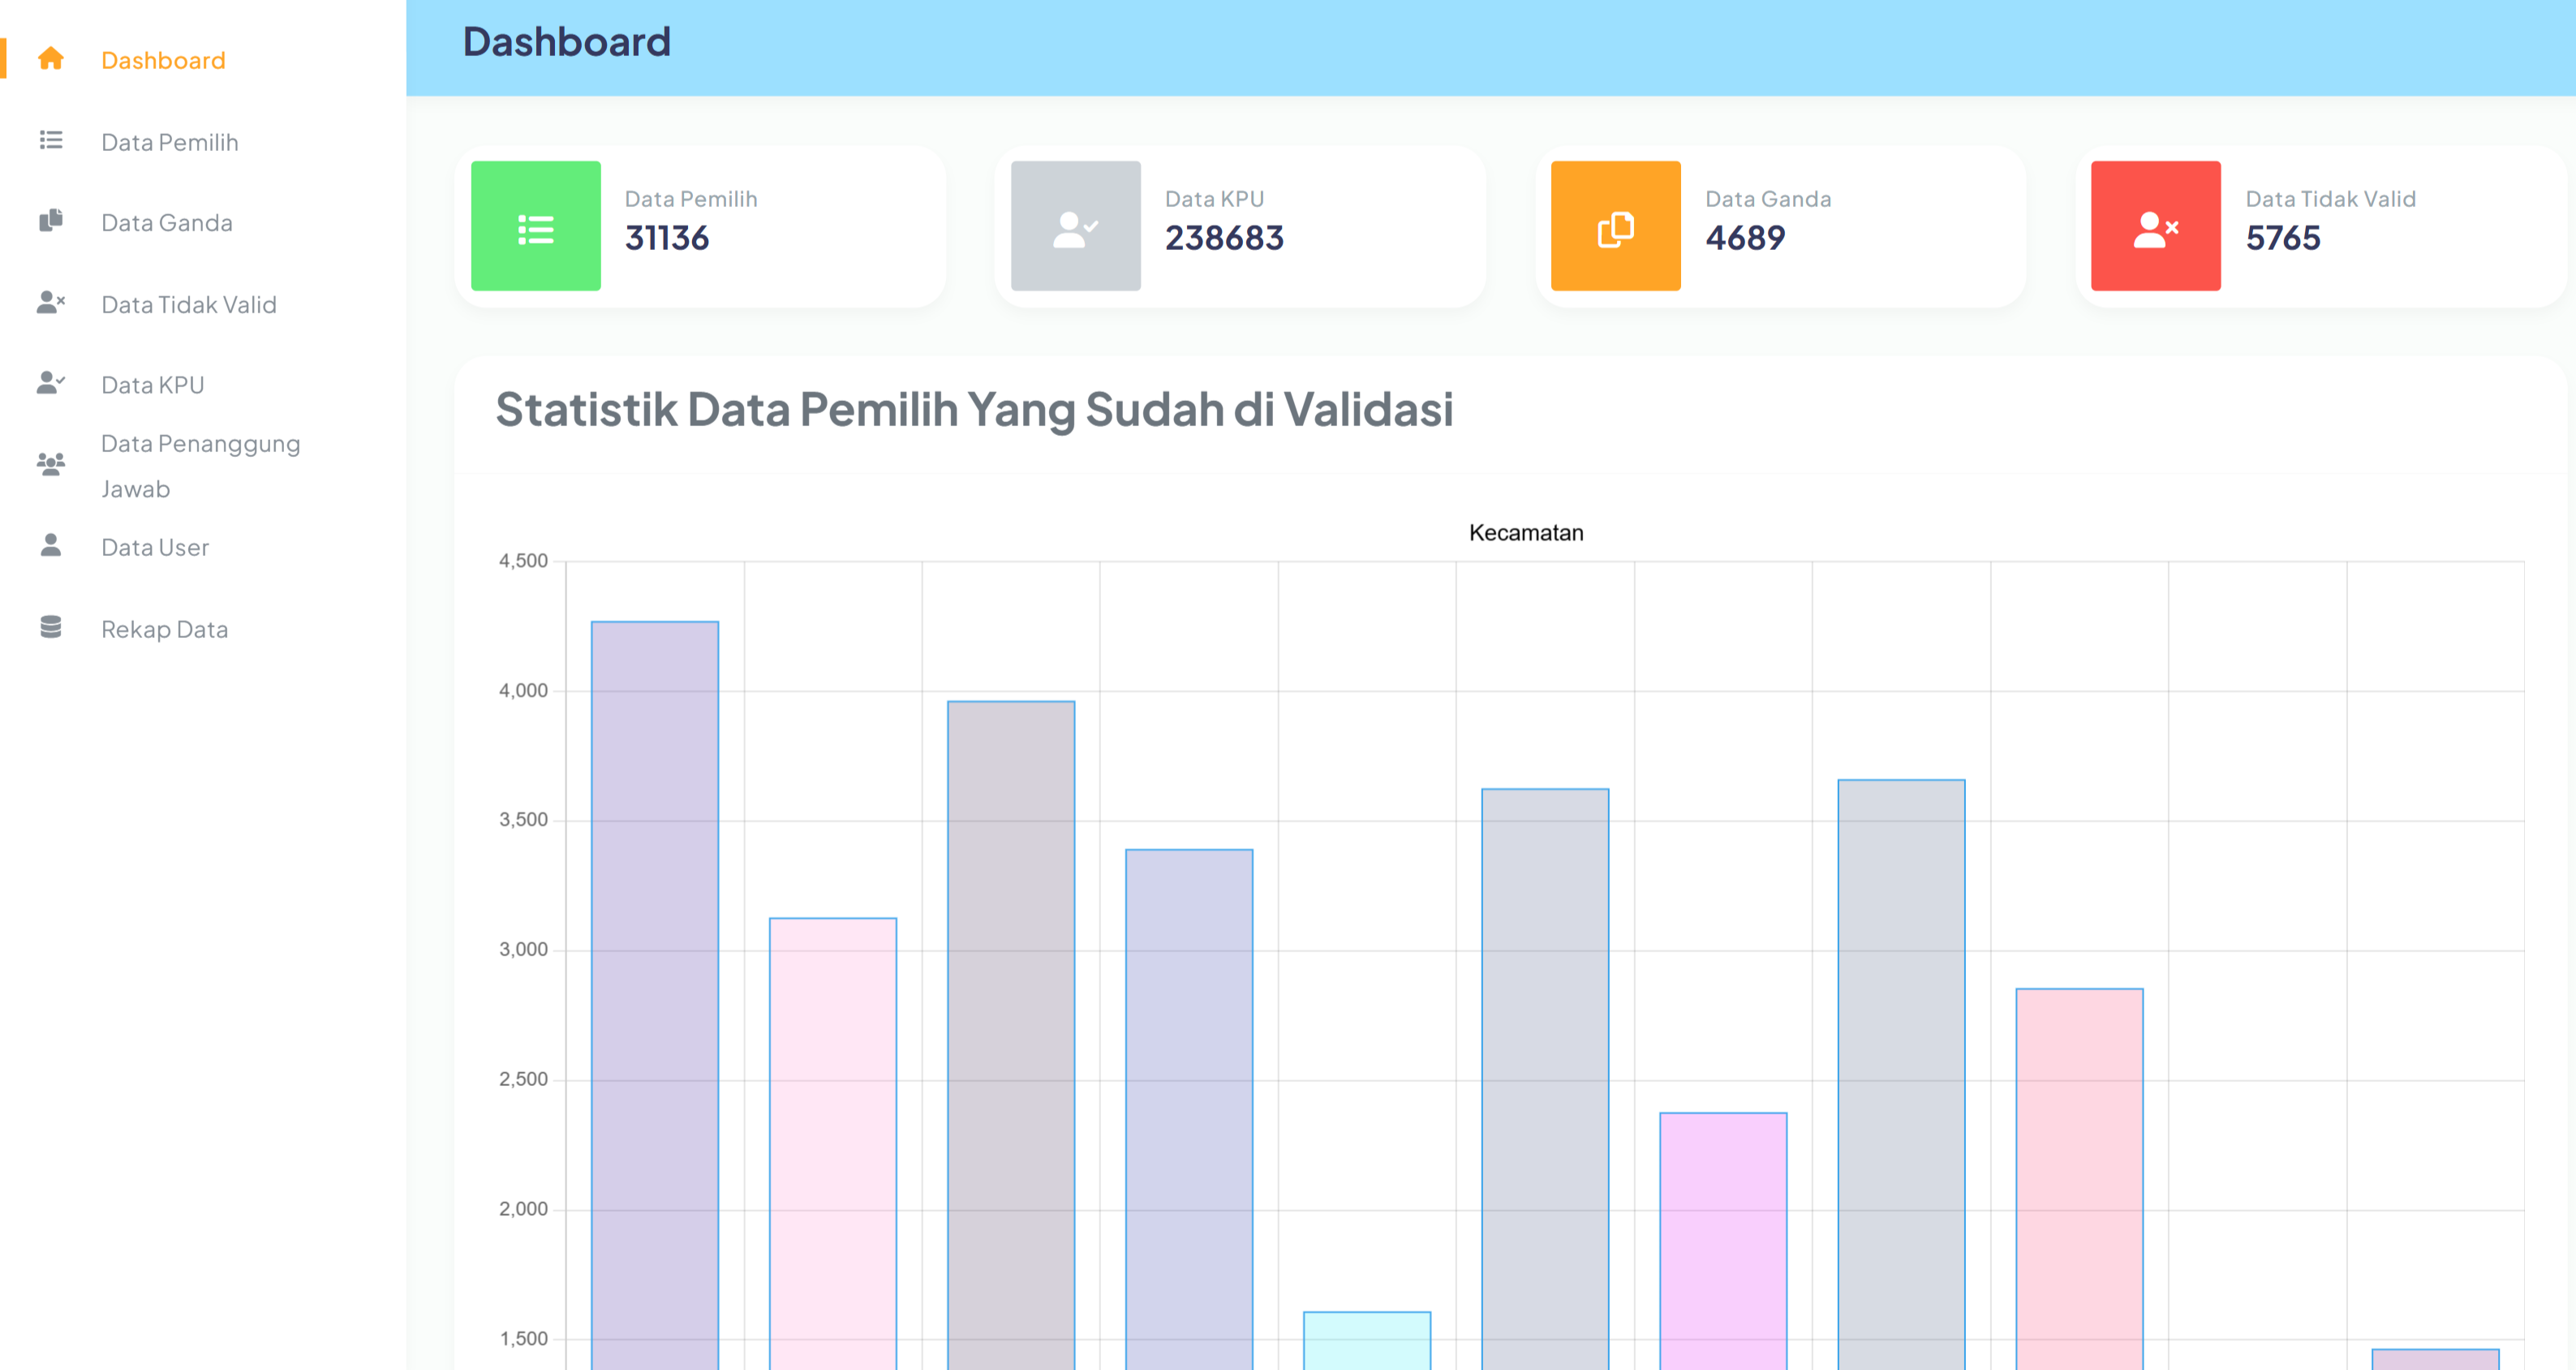 Dashboard
Data Pemilih
Data Ganda
Data Tidak Valid
Data KPU
Data Penanggung
Jawab
Data User
Rekap Data
Dashboard
Data Pemilih
31136
Data KPU
238683
Data Ganda
4689
Data Tidak Valid
5765
Statistik Data Pemilih Yang Sudah di Validasi
Kecamatan
4,500
4,000
3,500
3,000
2,500
2,000
1,500